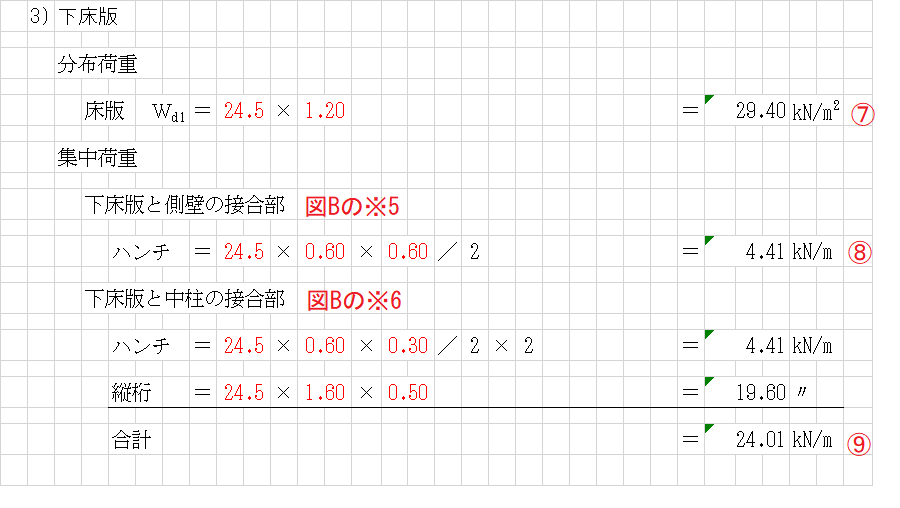 3) 下床版
分布荷重
床版 Wd1 = 24.5 × 1.20 = 29.40 kN/m² ⑦
集中荷重
下床版と側壁の接合部 図Bの※5
ハンチ = 24.5 × 0.60 × 0.60 / 2 = 4.41 kN/m ⑧
下床版と中柱の接合部 図Bの※6
ハンチ = 24.5 × 0.60 × 0.30 / 2 × 2 = 4.41 kN/m
縦桁 = 24.5 × 1.60 × 0.50 = 19.60 〃
合計 = 24.01 kN/m ⑨